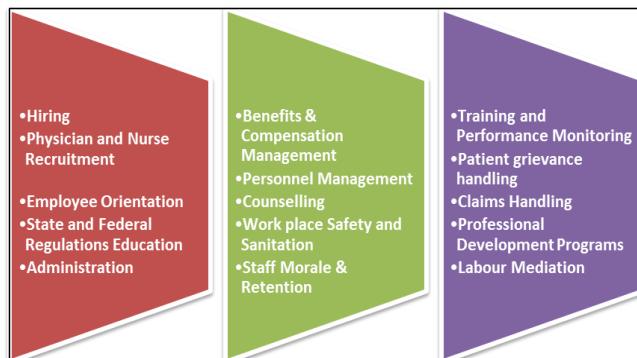 •Hiring
•Physician and Nurse
Recruitment
•Employee Orientation
•State and Federal
Regulations Education
•Administration
•Benefits &
Compensation
Management
•Personnel Management
•Counselling
•Work place Safety and
Sanitation
•Staff Morale &
Retention
•Training and
Performance Monitoring
•Patient grievance
handling
•Claims Handling
•Professional
Development Programs
•Labour Mediation